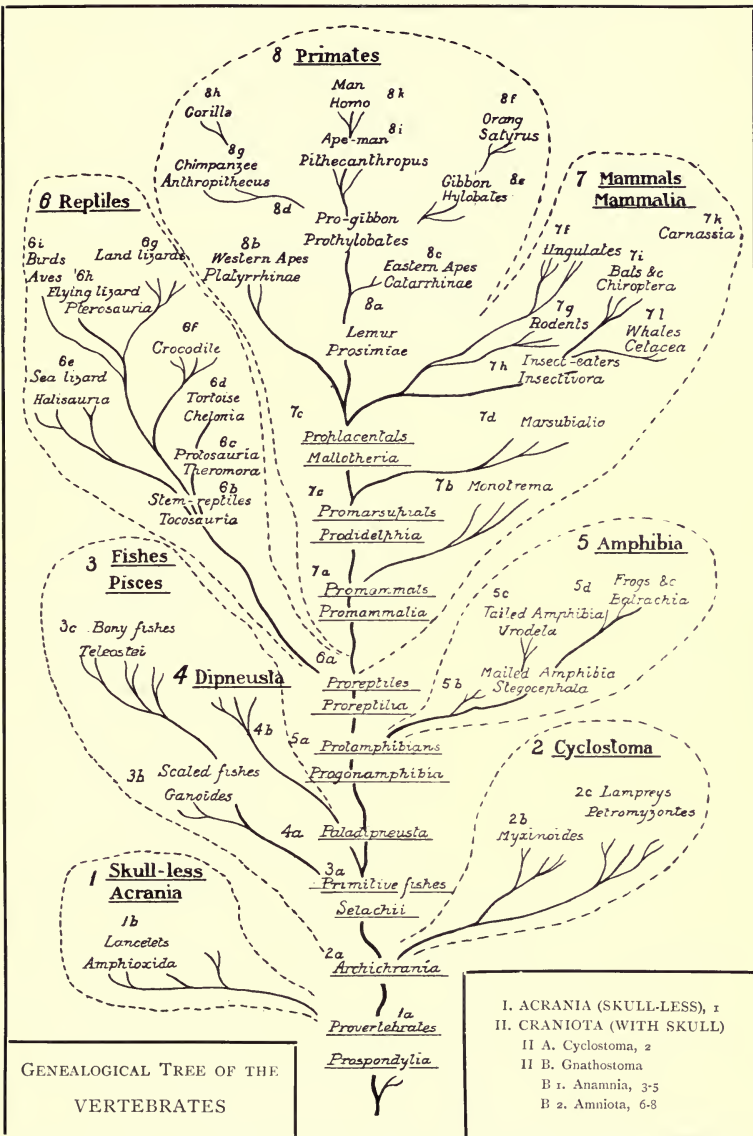 8 Primates
8h
Gorilla
Man
Homo 8k
8f
Orang
Satyrus
8g
Chimpanzee
Anthropithecus
Ape-man 8i
Pithecanthropus
Gibbon 8e
Hylobates
8d
Pro-gibbon
Prothylobates
8b
Western Apes
Platyrrhinae
8c
Eastern Apes
Catarrhinae
8a
Lemur
Prosimiae
7 Mammals
Mammalia
7k
Carnassia
7f
Ungulates
7i
Bats &c
Chiroptera
7g
Rodents
7l
Whales
Cetacea
7h
Insect-eaters
Insectivora
6 Reptiles
6i
Birds
Aves
6g
Land lizards
6h
Flying lizard
Pterosauria
6f
Crocodile
6e
Sea lizard
Halisauria
6d
Tortoise
Chelonia
6c
Protosauria
Theromora
6b
Stem-reptiles
Tocosauria
7c
Prohlacentals
Mallotheria
7d
Marsubialio
7c
Promarsupials
Prodidelphia
7b Monotrema
7a
Promammals
Promammalia
3 Fishes
Pisces
3c Bony fishes
Teleostei
4 Dipneusta
4b
3b Scaled fishes
Ganoides
5 Amphibia
5c
Tailed Amphibia
Urodela
5d
Frogs &c
Batrachia
5b
Mailed Amphibia
Stegocephala
6a
Proreptiles
Proreptilia
5a
Protamphibians
Progonamphibia
2 Cyclostoma
2c Lampreys
Petromyzontes
2b
Myxinoides
4a Paladipneusta
3a
Primitive fishes
Selachii
1 Skull-less
Acrania
1b
Lancelets
Amphioxida
2a
Archichrania
1a
Provertebrates
Prospondylia
GENEALOGICAL TREE OF THE
VERTEBRATES
I. ACRANIA (SKULL-LESS), 1
II. CRANIOTA (WITH SKULL)
II A. Cyclostoma, 2
II B. Gnathostoma
B 1. Anamnia, 3-5
B 2. Amniota, 6-8